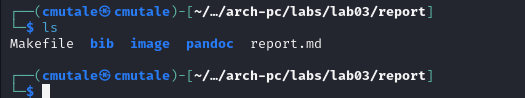 ┌──(cmutale㉿cmutale)-[~/…/arch-pc/labs/lab03/report]
└─$ ls
Makefile  bib  image  pandoc  report.md
┌──(cmutale㉿cmutale)-[~/…/arch-pc/labs/lab03/report]
└─$